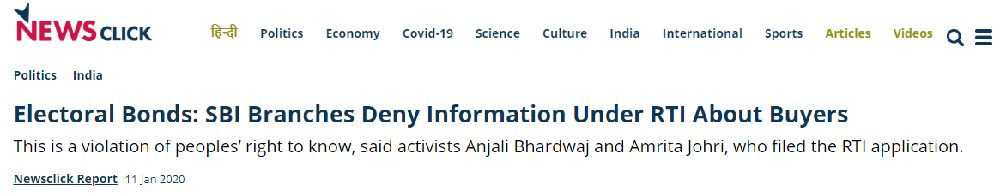 NEWSCLICK
हिन्दी Politics Economy Covid-19 Science Culture India International Sports Articles Videos
Politics India
Electoral Bonds: SBI Branches Deny Information Under RTI About Buyers
This is a violation of peoples’ right to know, said activists Anjali Bhardwaj and Amrita Johri, who filed the RTI application.
Newsclick Report 11 Jan 2020